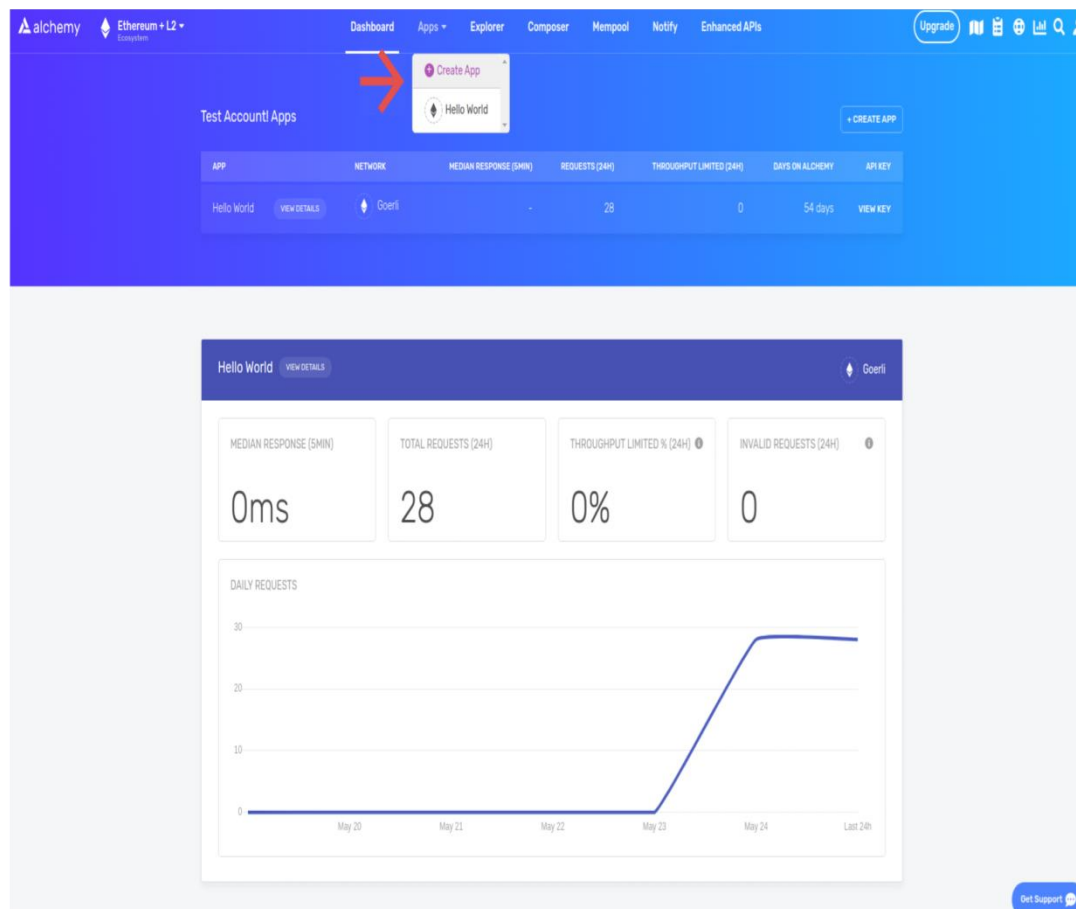 alchemy
Ethereum + L2
Ecosystem
Dashboard Apps Explorer Composer Mempool Notify Enhanced APIs Upgrade
Create App
Hello World
Test Account! Apps
+ CREATE APP
APP NETWORK MEDIAN RESPONSE (5MIN) REQUESTS (24H) THROUGHPUT LIMITED (24H) DAYS ON ALCHEMY API KEY
Hello World VIEW DETAILS Goerli - 28 0 54 days VIEW KEY
Hello World VIEW DETAILS Goerli
MEDIAN RESPONSE (5MIN) TOTAL REQUESTS (24H) THROUGHPUT LIMITED % (24H) INVALID REQUESTS (24H)
0ms 28 0% 0
DAILY REQUESTS
30
20
10
0
May 20 May 21 May 22 May 23 May 24 Last 24h
Get Support